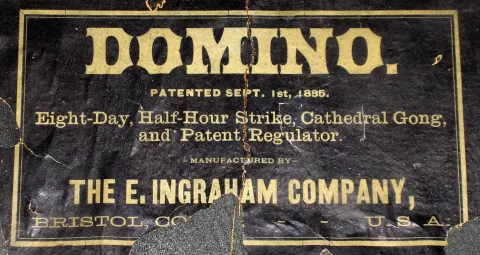 DOMINO.
PATENTED SEPT. 1st, 1885.
Eight-Day, Half-Hour Strike, Cathedral Gong,
and Patent Regulator.
—MANUFACTURED BY—
THE E. INGRAHAM COMPANY,
BRISTOL, CO - - U.S.A.